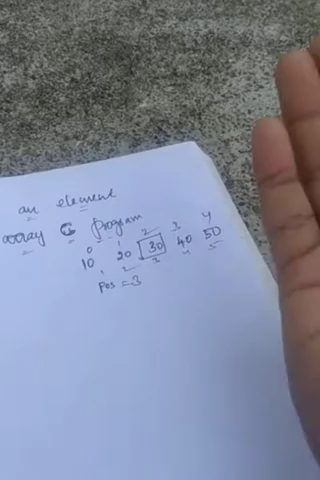 an element
array C Program
0 1 2 3 4
10 20 30 40 50
1 2 3 4 5
Pos = 3